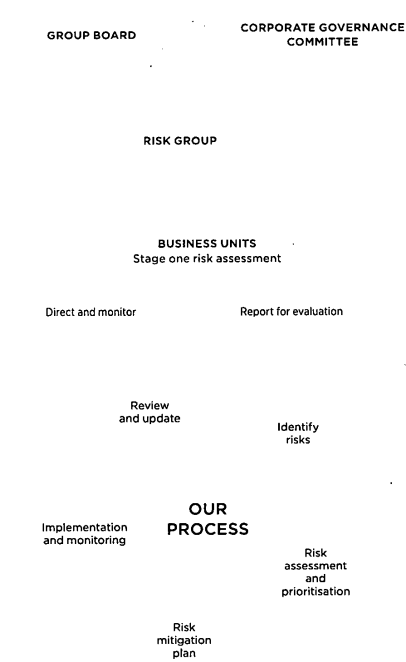 GROUP BOARD
CORPORATE GOVERNANCE
COMMITTEE
RISK GROUP
BUSINESS UNITS
Stage one risk assessment
Direct and monitor
Report for evaluation
Review
and update
Identify
risks
OUR
PROCESS
Implementation
and monitoring
Risk
assessment
and
prioritisation
Risk
mitigation
plan